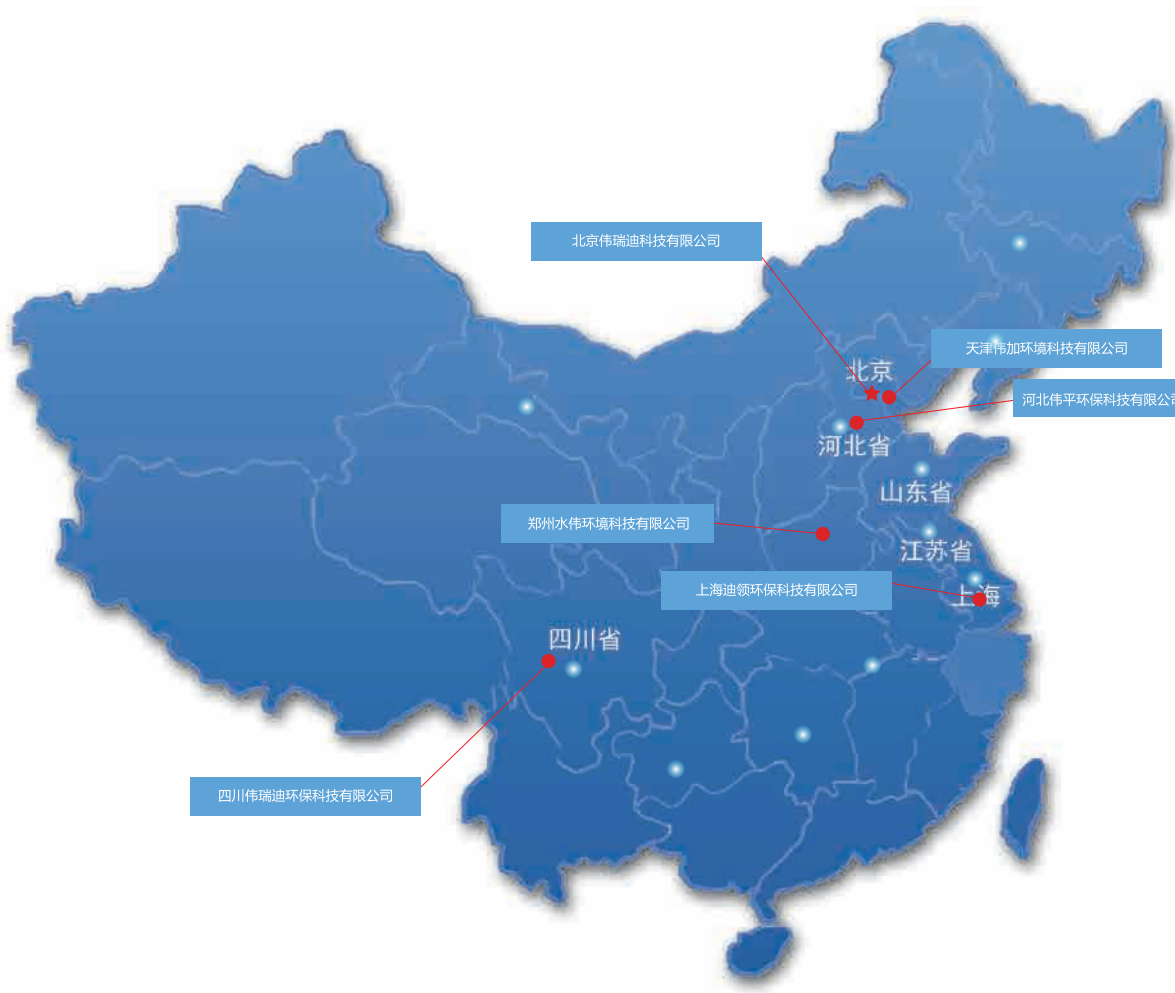 北京伟瑞迪科技有限公司
天津伟加环境科技有限公司
北京
河北伟平环保科技有限公司
河北省
山东省
郑州水伟环境科技有限公司
江苏省
上海迪领环保科技有限公司
上海
四川省
四川伟瑞迪环保科技有限公司